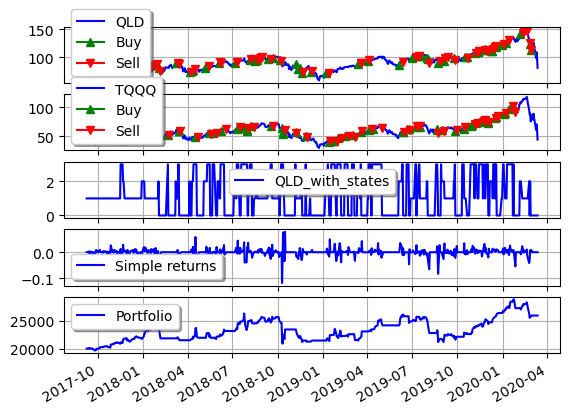 QLD
Buy
Sell
150
100
TQQQ
Buy
Sell
100
50
QLD_with_states
2
0
Simple returns
0.0
−0.1
Portfolio
25000
20000
2017-10 2018-01 2018-04 2018-07 2018-10 2019-01 2019-04 2019-07 2019-10 2020-01 2020-04